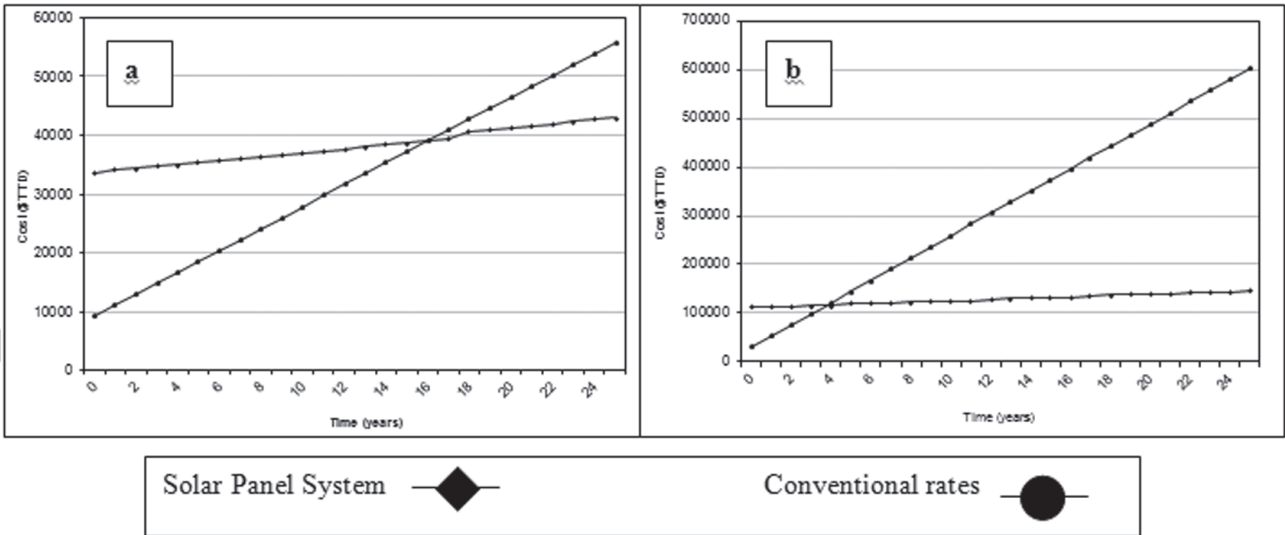 a
60000
50000
40000
30000
20000
10000
0
Cost ($TTD)
0 2 4 6 8 10 12 14 16 18 20 22 24
Time (years)
b
700000
600000
500000
400000
300000
200000
100000
0
Cost ($TTD)
0 2 4 6 8 10 12 14 16 18 20 22 24
Time (years)
Solar Panel System
Conventional rates